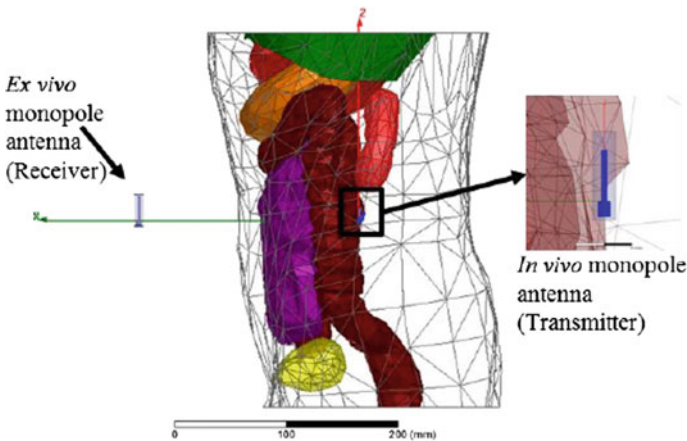 Z
Ex vivo
monopole
antenna
(Receiver)
X
In vivo monopole
antenna
(Transmitter)
0
100
200 (mm)